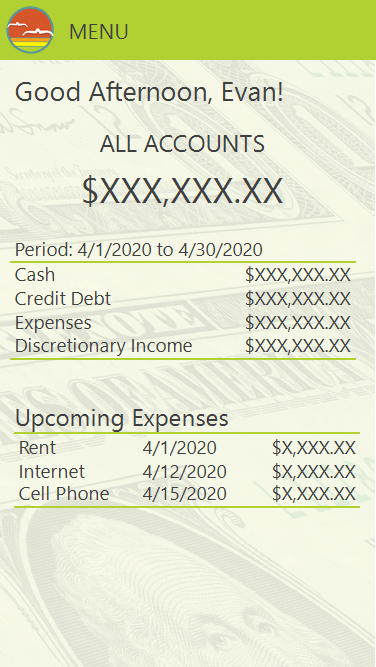 MENU
Good Afternoon, Evan!
ALL ACCOUNTS
$XXX,XXX.XX
Period: 4/1/2020 to 4/30/2020
Cash $XXX,XXX.XX
Credit Debt $XXX,XXX.XX
Expenses $XXX,XXX.XX
Discretionary Income $XXX,XXX.XX
Upcoming Expenses
Rent 4/1/2020 $X,XXX.XX
Internet 4/12/2020 $X,XXX.XX
Cell Phone 4/15/2020 $X,XXX.XX